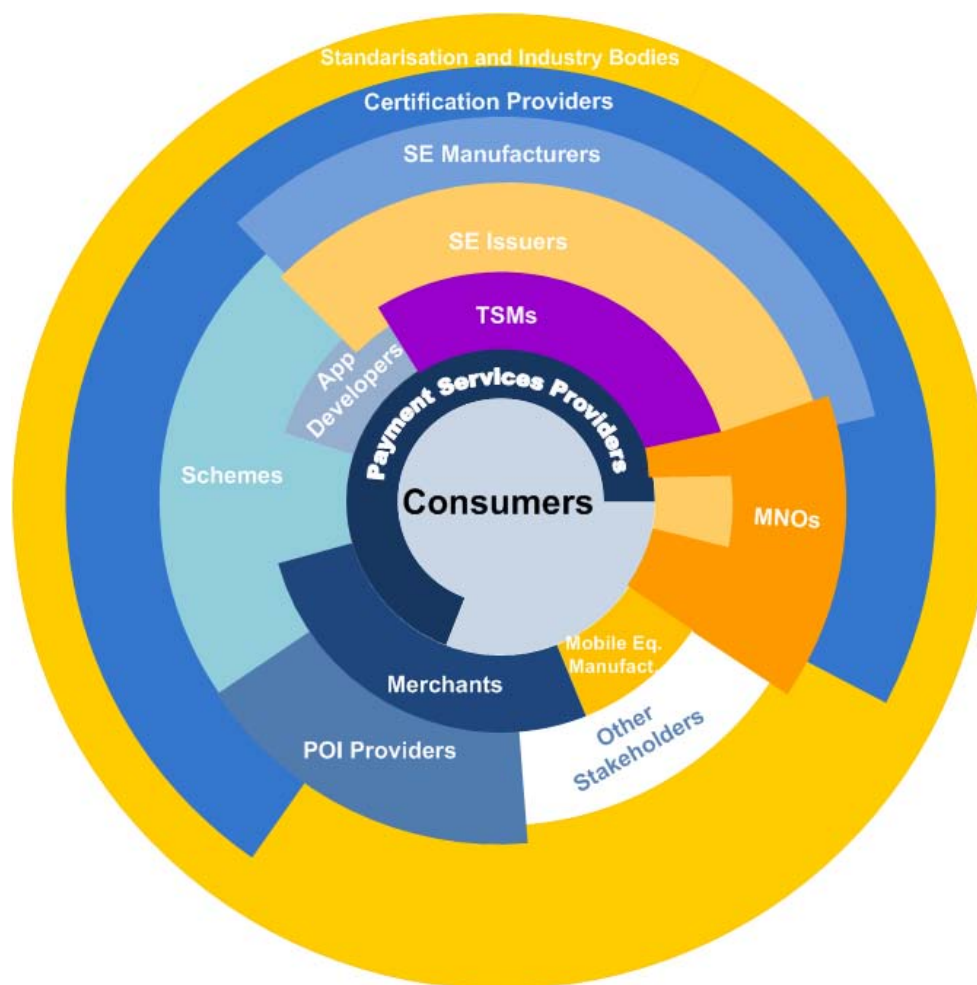 Standarisation and Industry Bodies
Certification Providers
SE Manufacturers
SE Issuers
TSMs
App
Developers
Payment Services Providers
Schemes
Consumers
MNOs
Mobile Eq.
Manufact.
Merchants
Other
Stakeholders
POI Providers